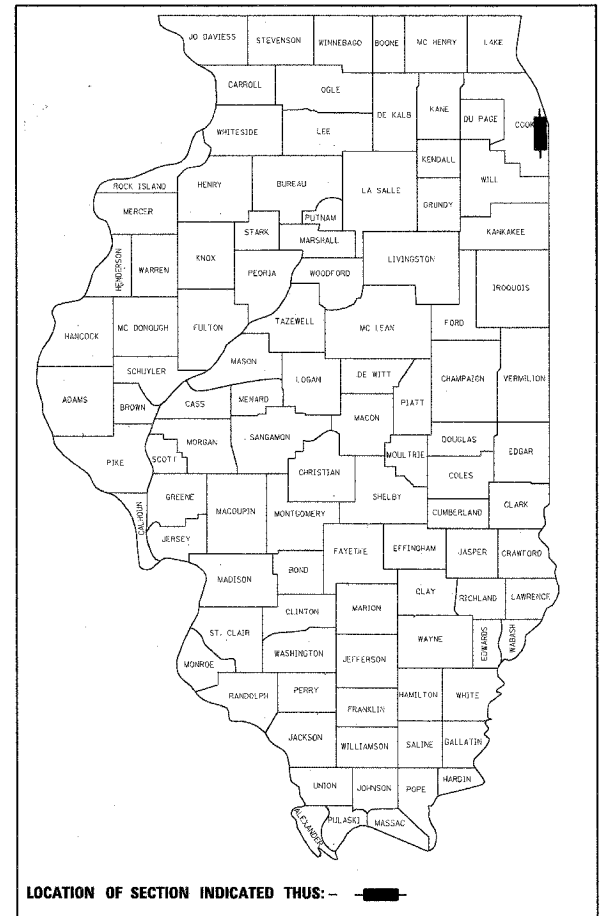 JO DAVIESS STEVENSON WINNEBAGO BOONE MC HENRY LAKE
CARROLL OGLE
DE KALB KANE DU PAGE COOK
WHITESIDE LEE
KENDALL WILL
ROCK ISLAND HENRY BUREAU LA SALLE GRUNDY
MERCER PUTNAM
STARK MARSHALL KANKAKEE
HENDERSON WARREN KNOX PEORIA WOODFORD LIVINGSTON IROQUOIS
HANCOCK MC DONOUGH FULTON TAZEWELL MC LEAN FORD
MASON
SCHUYLER LOGAN DE WITT CHAMPAIGN VERMILION
ADAMS BROWN CASS MENARD MACON PIATT
MORGAN SANGAMON DOUGLAS EDGAR
PIKE SCOTT CHRISTIAN MOULTRIE COLES
GREENE MACOUPIN MONTGOMERY SHELBY CUMBERLAND CLARK
CALHOUN JERSEY FAYETTE EFFINGHAM JASPER CRAWFORD
MADISON BOND CLAY RICHLAND LAWRENCE
CLINTON MARION
ST. CLAIR WAYNE EDWARDS WABASH
MONROE WASHINGTON JEFFERSON
RANDOLPH PERRY HAMILTON WHITE
FRANKLIN
JACKSON WILLIAMSON SALINE GALLATIN
UNION JOHNSON POPE HARDIN
ALEXANDER PULASKI MASSAC
LOCATION OF SECTION INDICATED THUS: -